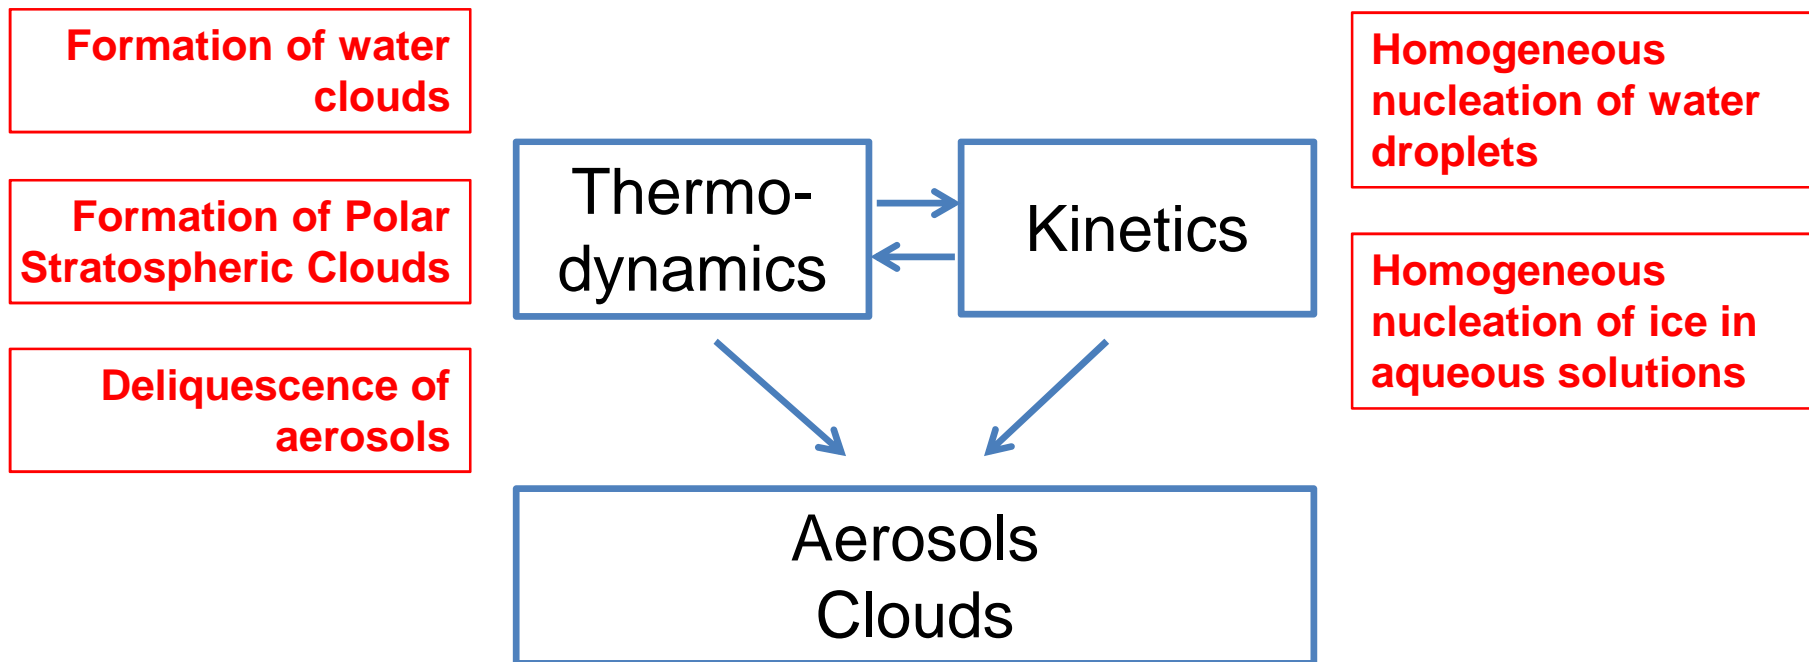 Formation of water
clouds
Formation of Polar
Stratospheric Clouds
Deliquescence of
aerosols
Thermo-
dynamics
Kinetics
Aerosols
Clouds
Homogeneous
nucleation of water
droplets
Homogeneous
nucleation of ice in
aqueous solutions